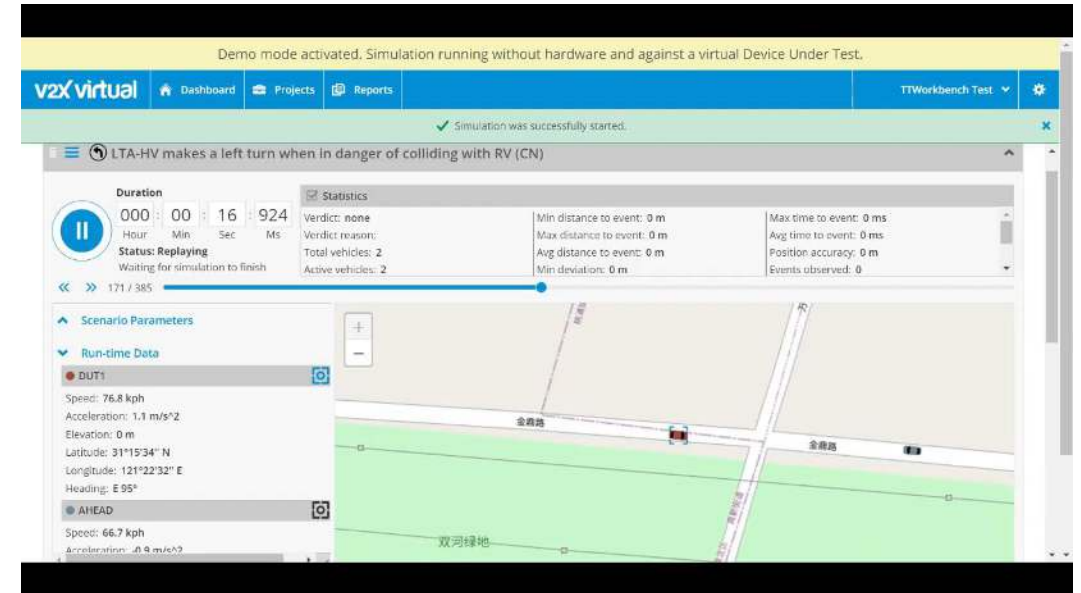 Demo mode activated. Simulation running without hardware and against a virtual Device Under Test.
V2X virtual Dashboard Projects Reports TTWorkbench Test
Simulation was successfully started.
LTA-HV makes a left turn when in danger of colliding with RV (CN)
Duration
000 : 00 : 16 : 924
Hour Min Sec Ms
Status: Replaying
Waiting for simulation to finish
Statistics
Verdict: none
Verdict reason:
Total vehicles: 2
Active vehicles: 2
Min distance to event: 0 m
Max distance to event: 0 m
Avg distance to event: 0 m
Min deviation: 0 m
Max time to event: 0 ms
Avg time to event: 0 ms
Position accuracy: 0 m
Events observed: 0
171 / 385
Scenario Parameters
Run-time Data
DUT1
Speed: 76.8 kph
Acceleration: 1.1 m/s^2
Elevation: 0 m
Latitude: 31°15'34" N
Longitude: 121°22'32" E
Heading: E 95°
AHEAD
Speed: 66.7 kph
Acceleration: -0.9 m/s^2
+
−
金鼎路
金鼎路
双河绿地